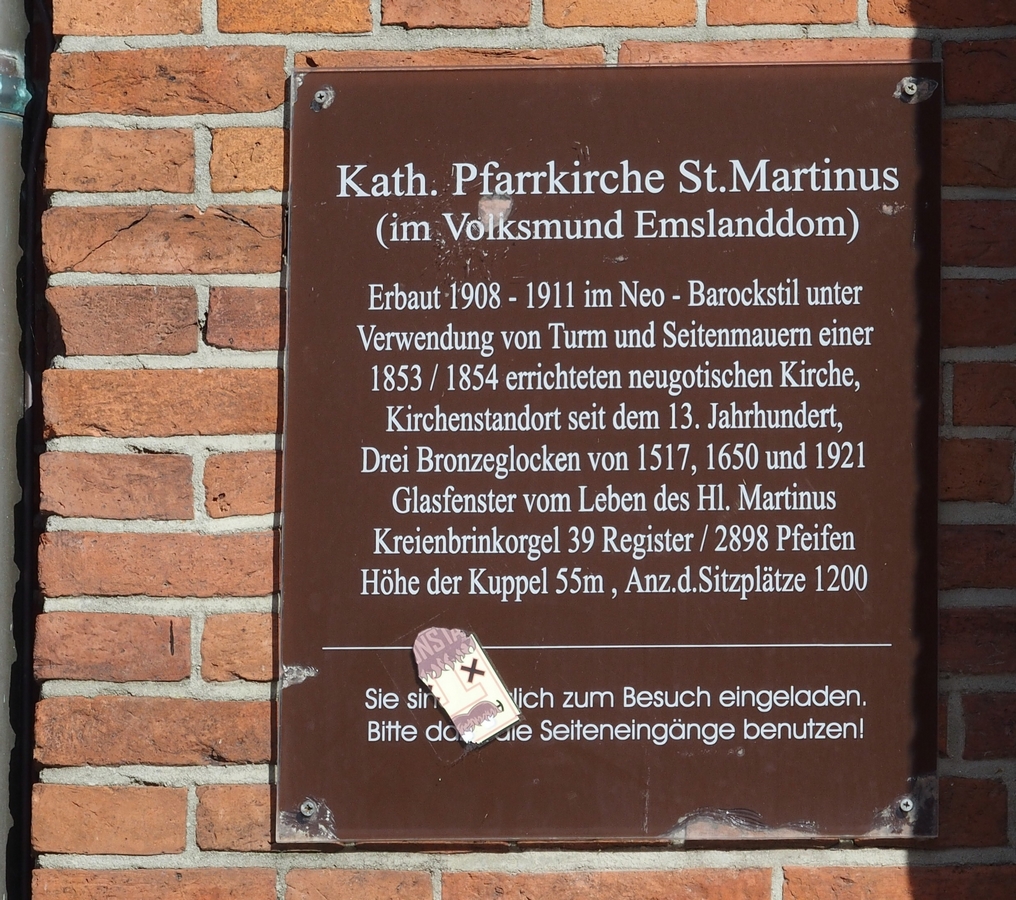 Kath. Pfarrkirche St.Martinus
(im Volksmund Emslanddom)
Erbaut 1908 - 1911 im Neo - Barockstil unter
Verwendung von Turm und Seitenmauern einer
1853 / 1854 errichteten neugotischen Kirche,
Kirchenstandort seit dem 13. Jahrhundert,
Drei Bronzeglocken von 1517, 1650 und 1921
Glasfenster vom Leben des Hl. Martinus
Kreienbrinkorgel 39 Register / 2898 Pfeifen
Höhe der Kuppel 55m , Anz.d.Sitzplätze 1200
Sie zum Besuch eingeladen.
Bitte Seiteneingänge benutzen!